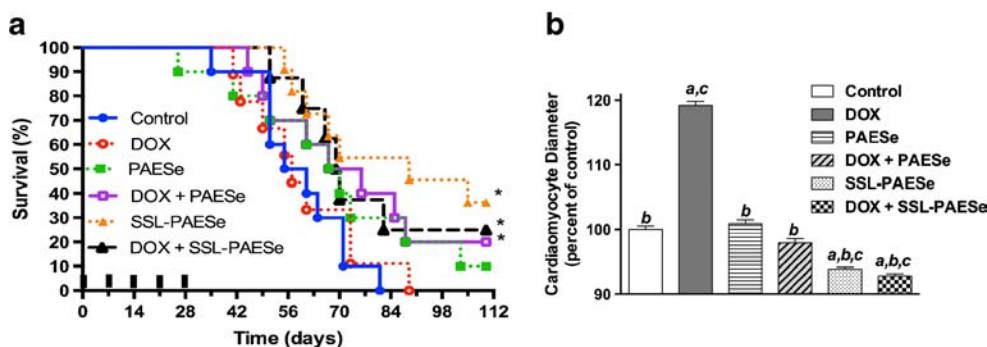 a
Survival (%)
100
90
80
70
60
50
40
30
20
10
0
Control
DOX
PAESe
DOX + PAESe
SSL-PAESe
DOX + SSL-PAESe
*
*
*
0 14 28 42 56 70 84 98 112
Time (days)
b
Cardiaomyocyte Diameter
(percent of control)
120
110
100
90
b
a,c
b
b
a,b,c
a,b,c
Control
DOX
PAESe
DOX + PAESe
SSL-PAESe
DOX + SSL-PAESe